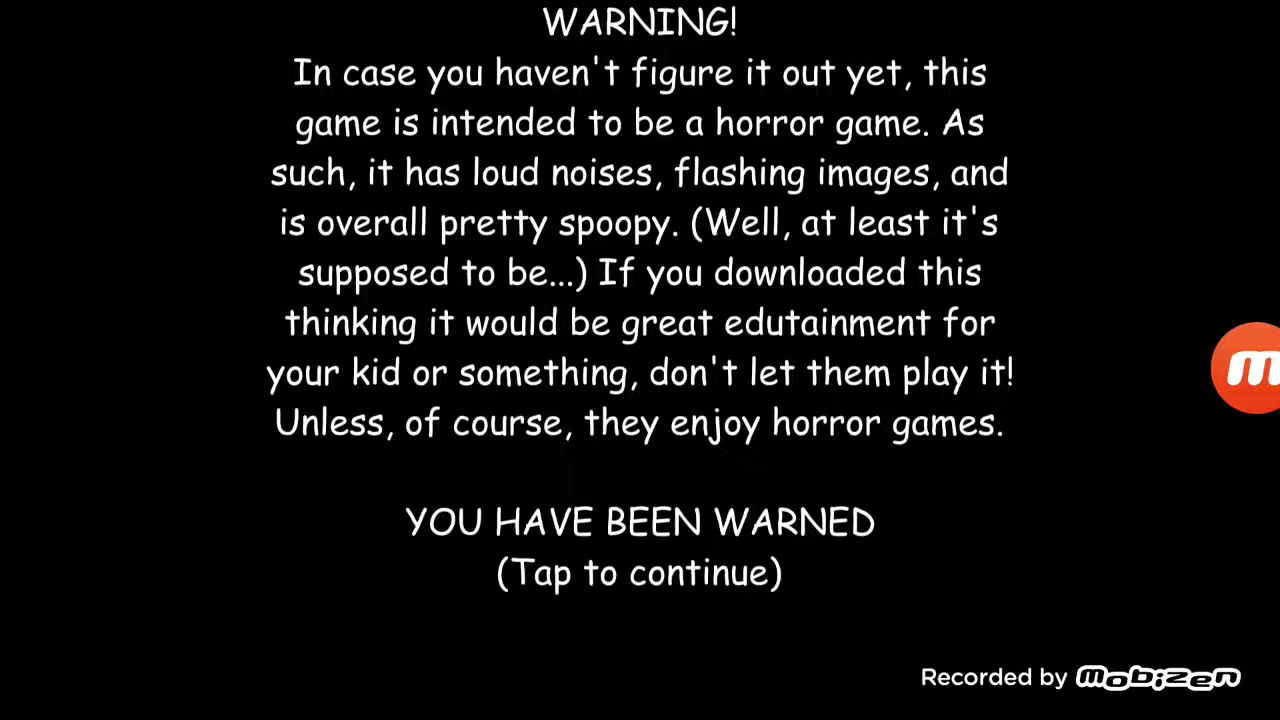 WARNING!
In case you haven't figure it out yet, this
game is intended to be a horror game. As
such, it has loud noises, flashing images, and
is overall pretty spoopy. (Well, at least it's
supposed to be...) If you downloaded this
thinking it would be great edutainment for
your kid or something, don't let them play it!
Unless, of course, they enjoy horror games.
YOU HAVE BEEN WARNED
(Tap to continue)
m
Recorded by mobizen